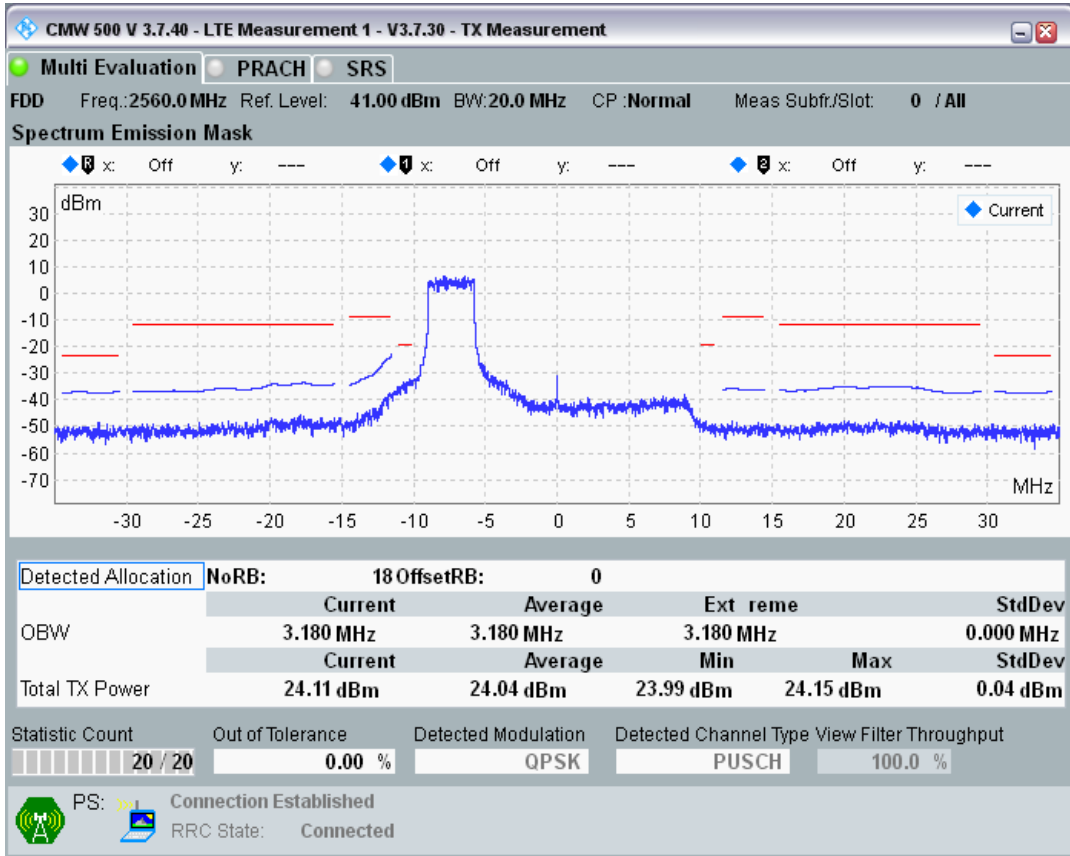 CMW 500 V 3.7.40 - LTE Measurement 1 - V3.7.30 - TX Measurement
Multi Evaluation PRACH SRS
FDD Freq.:2560.0 MHz Ref. Level: 41.00 dBm BW:20.0 MHz CP :Normal Meas Subfr./Slot: 0 / All
Spectrum Emission Mask
R x: Off y: --- 1 x: Off y: --- 2 x: Off y: ---
dBm
Current
30
20
10
0
-10
-20
-30
-40
-50
-60
-70
MHz
-30 -25 -20 -15 -10 -5 0 5 10 15 20 25 30
Detected Allocation NoRB: 18 OffsetRB: 0
Current Average Ext reme StdDev
OBW 3.180 MHz 3.180 MHz 3.180 MHz 0.000 MHz
Current Average Min Max StdDev
Total TX Power 24.11 dBm 24.04 dBm 23.99 dBm 24.15 dBm 0.04 dBm
Statistic Count Out of Tolerance Detected Modulation Detected Channel Type View Filter Throughput
20 / 20 0.00 % QPSK PUSCH 100.0 %
PS: Connection Established
RRC State: Connected